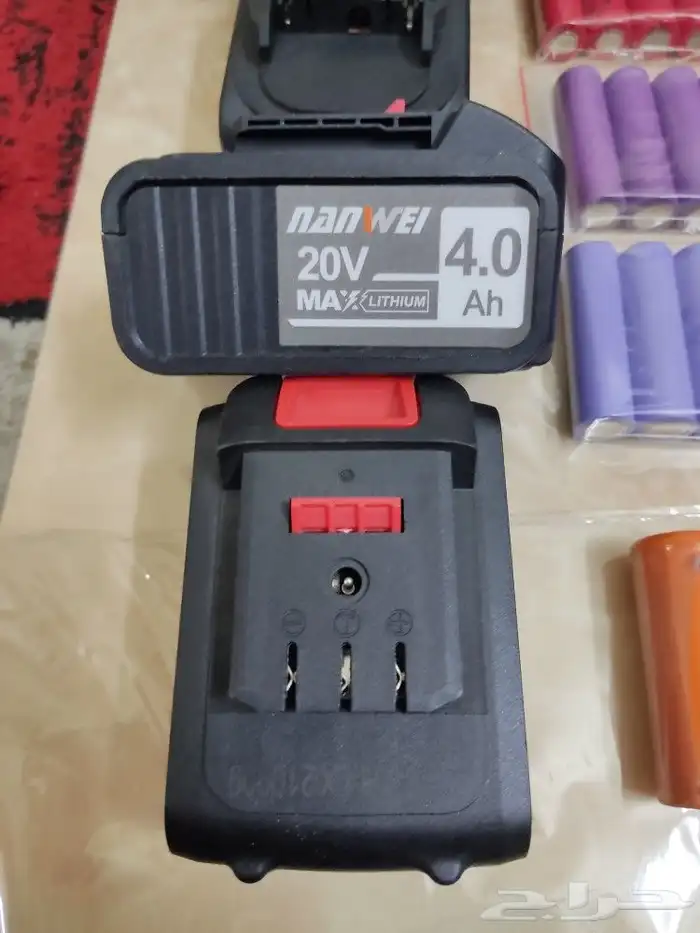 nanWEI
20V
4.0
Ah
MAX LITHIUM
− T +
حراج